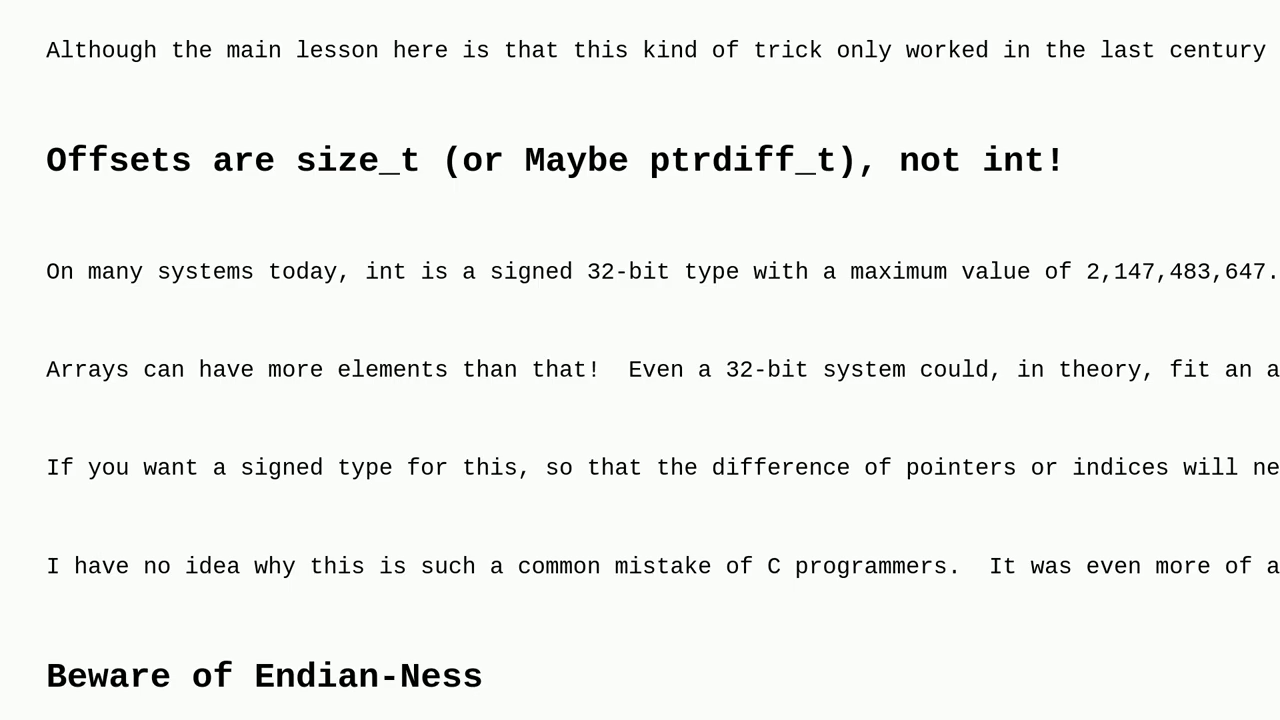 Although the main lesson here is that this kind of trick only worked in the last century
Offsets are size_t (or Maybe ptrdiff_t), not int!
On many systems today, int is a signed 32-bit type with a maximum value of 2,147,483,647.
Arrays can have more elements than that!  Even a 32-bit system could, in theory, fit an a
If you want a signed type for this, so that the difference of pointers or indices will ne
I have no idea why this is such a common mistake of C programmers.  It was even more of a
Beware of Endian-Ness